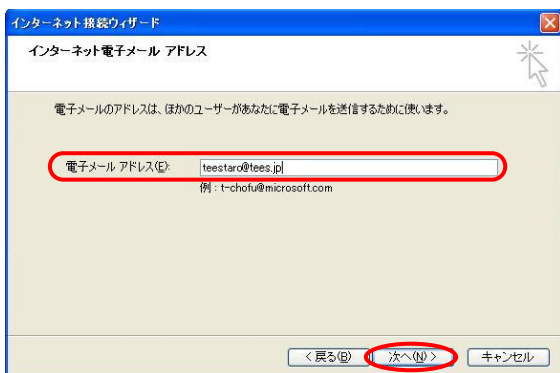 インターネット接続ウィザード
インターネット電子メール アドレス
電子メールのアドレスは、ほかのユーザーがあなたに電子メールを送信するために使います。
電子メール アドレス(E): teestaro@tees.jp
例 : t-chofu@microsoft.com
< 戻る(B) 次へ(N) > キャンセル